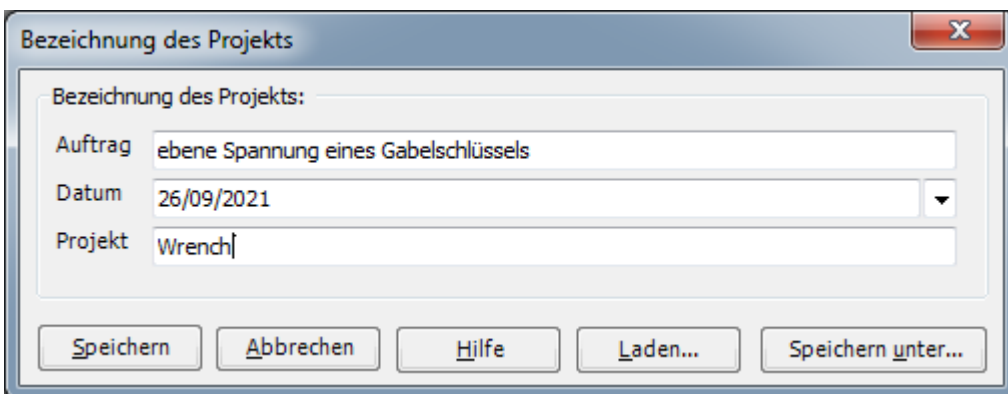 Bezeichnung des Projekts
Bezeichnung des Projekts:
Auftrag ebene Spannung eines Gabelschlüssels
Datum 26/09/2021
Projekt Wrench
Speichern Abbrechen Hilfe Laden... Speichern unter...